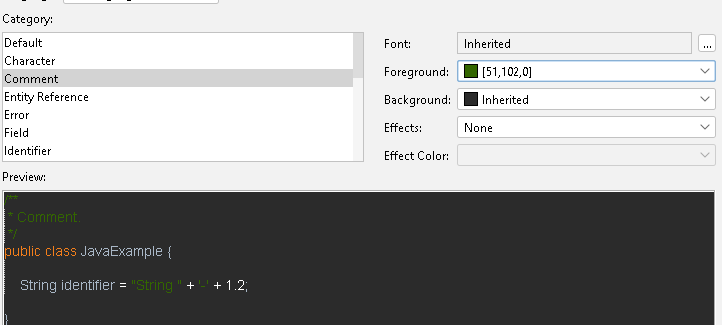 Category:
Default
Character
Comment
Entity Reference
Error
Field
Identifier
Font: Inherited ...
Foreground: [51,102,0]
Background: Inherited
Effects: None
Effect Color:
Preview:
/**
* Comment.
*/
public class JavaExample {
String identifier = "String " + '-' + 1.2;
}